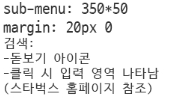 sub-menu: 350*50
margin: 20px 0
검색:
-돋보기 아이콘
-클릭 시 입력 영역 나타남
(스타벅스 홈페이지 참조)